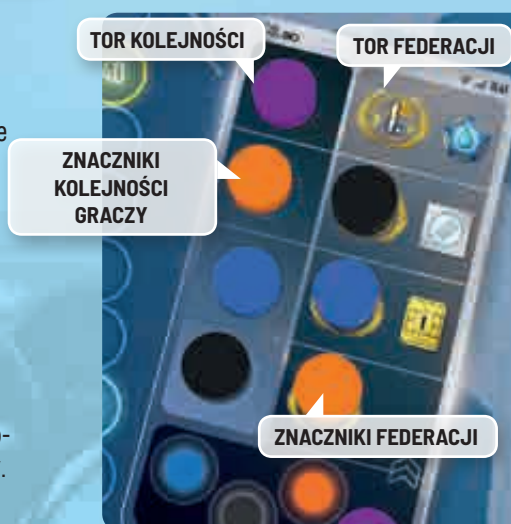 TOR KOLEJNOŚCI
TOR FEDERACJI
e
ZNACZNIKI
KOLEJNOŚCI
GRACZY
ZNACZNIKI FEDERACJI
o-
.